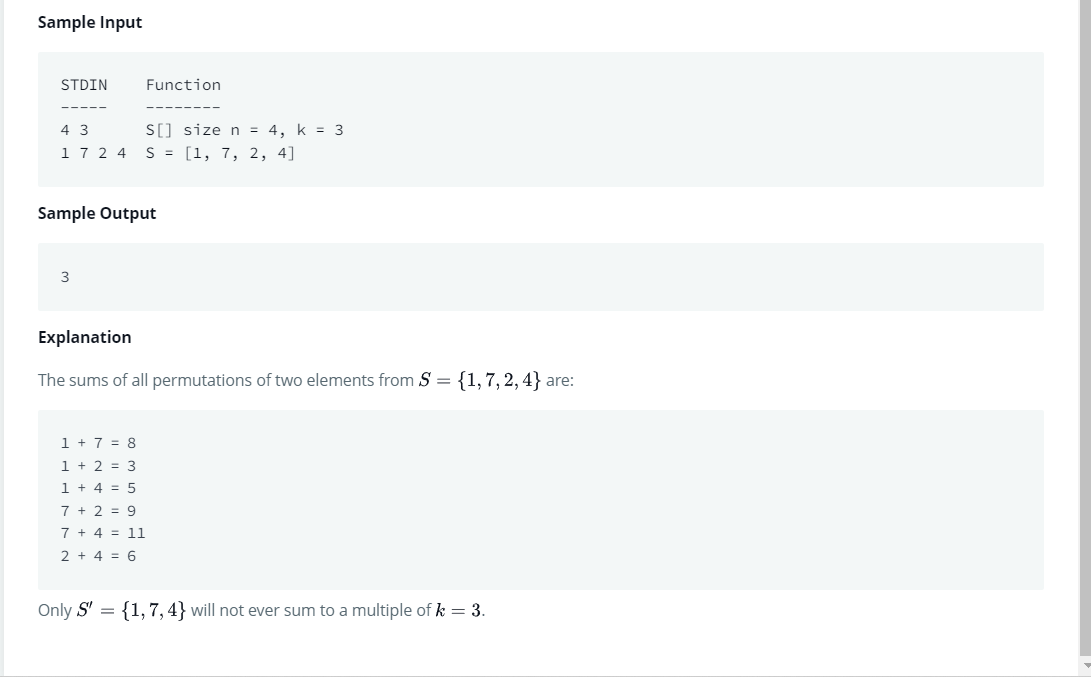 Sample Input
STDIN    Function
-----    --------
4 3      S[] size n = 4, k = 3
1 7 2 4  S = [1, 7, 2, 4]
Sample Output
3
Explanation
The sums of all permutations of two elements from S = {1, 7, 2, 4} are:
1 + 7 = 8
1 + 2 = 3
1 + 4 = 5
7 + 2 = 9
7 + 4 = 11
2 + 4 = 6
Only S′ = {1, 7, 4} will not ever sum to a multiple of k = 3.